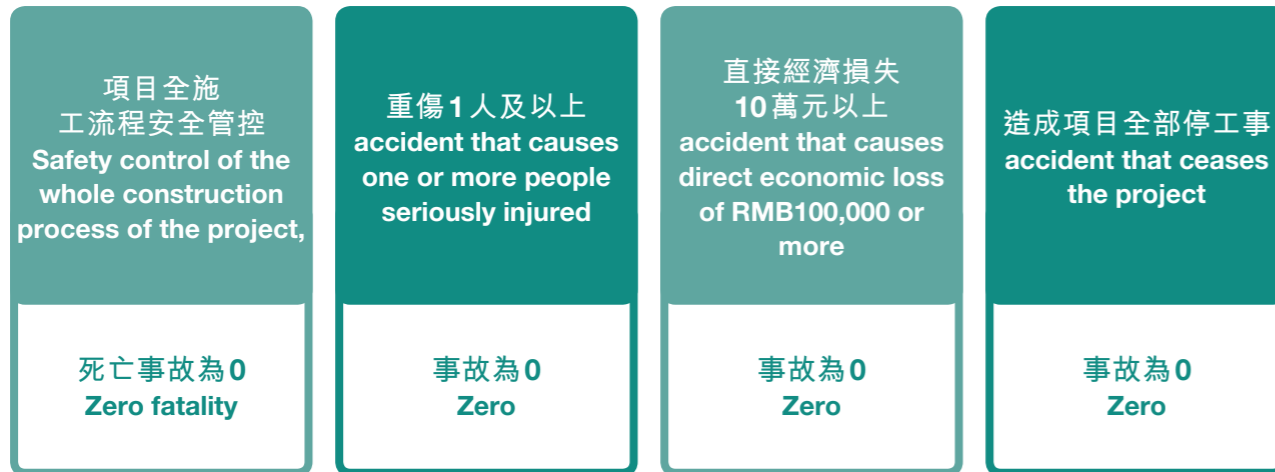 項目全施
工流程安全管控
Safety control of the
whole construction
process of the project,
死亡事故為0
Zero fatality
重傷1人及以上
accident that causes
one or more people
seriously injured
事故為0
Zero
直接經濟損失
10萬元以上
accident that causes
direct economic loss
of RMB100,000 or
more
事故為0
Zero
造成項目全部停工事
accident that ceases
the project
事故為0
Zero